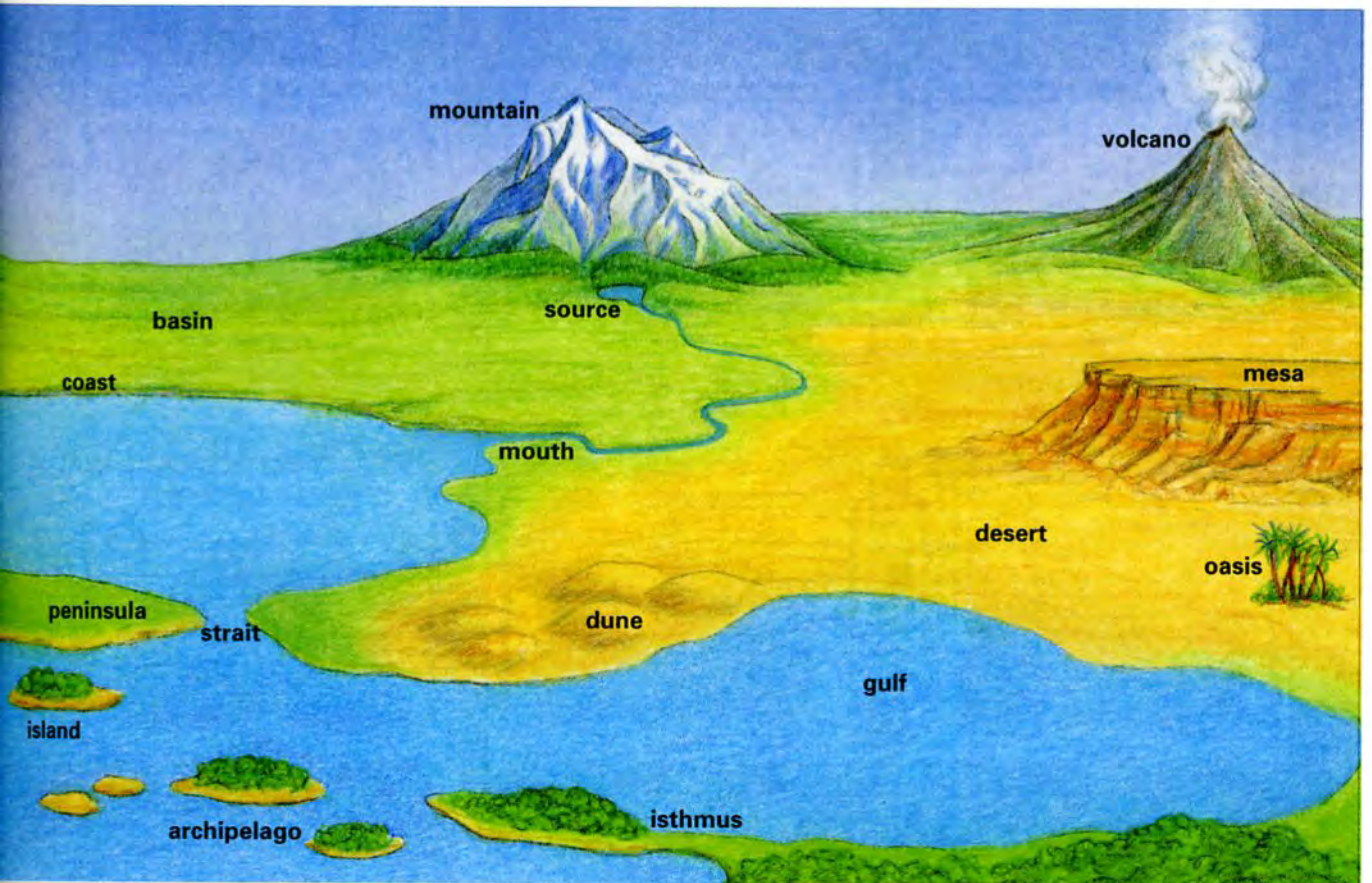 mountain
volcano
source
basin
mesa
coast
mouth
desert
oasis
peninsula
dune
strait
gulf
island
isthmus
archipelago